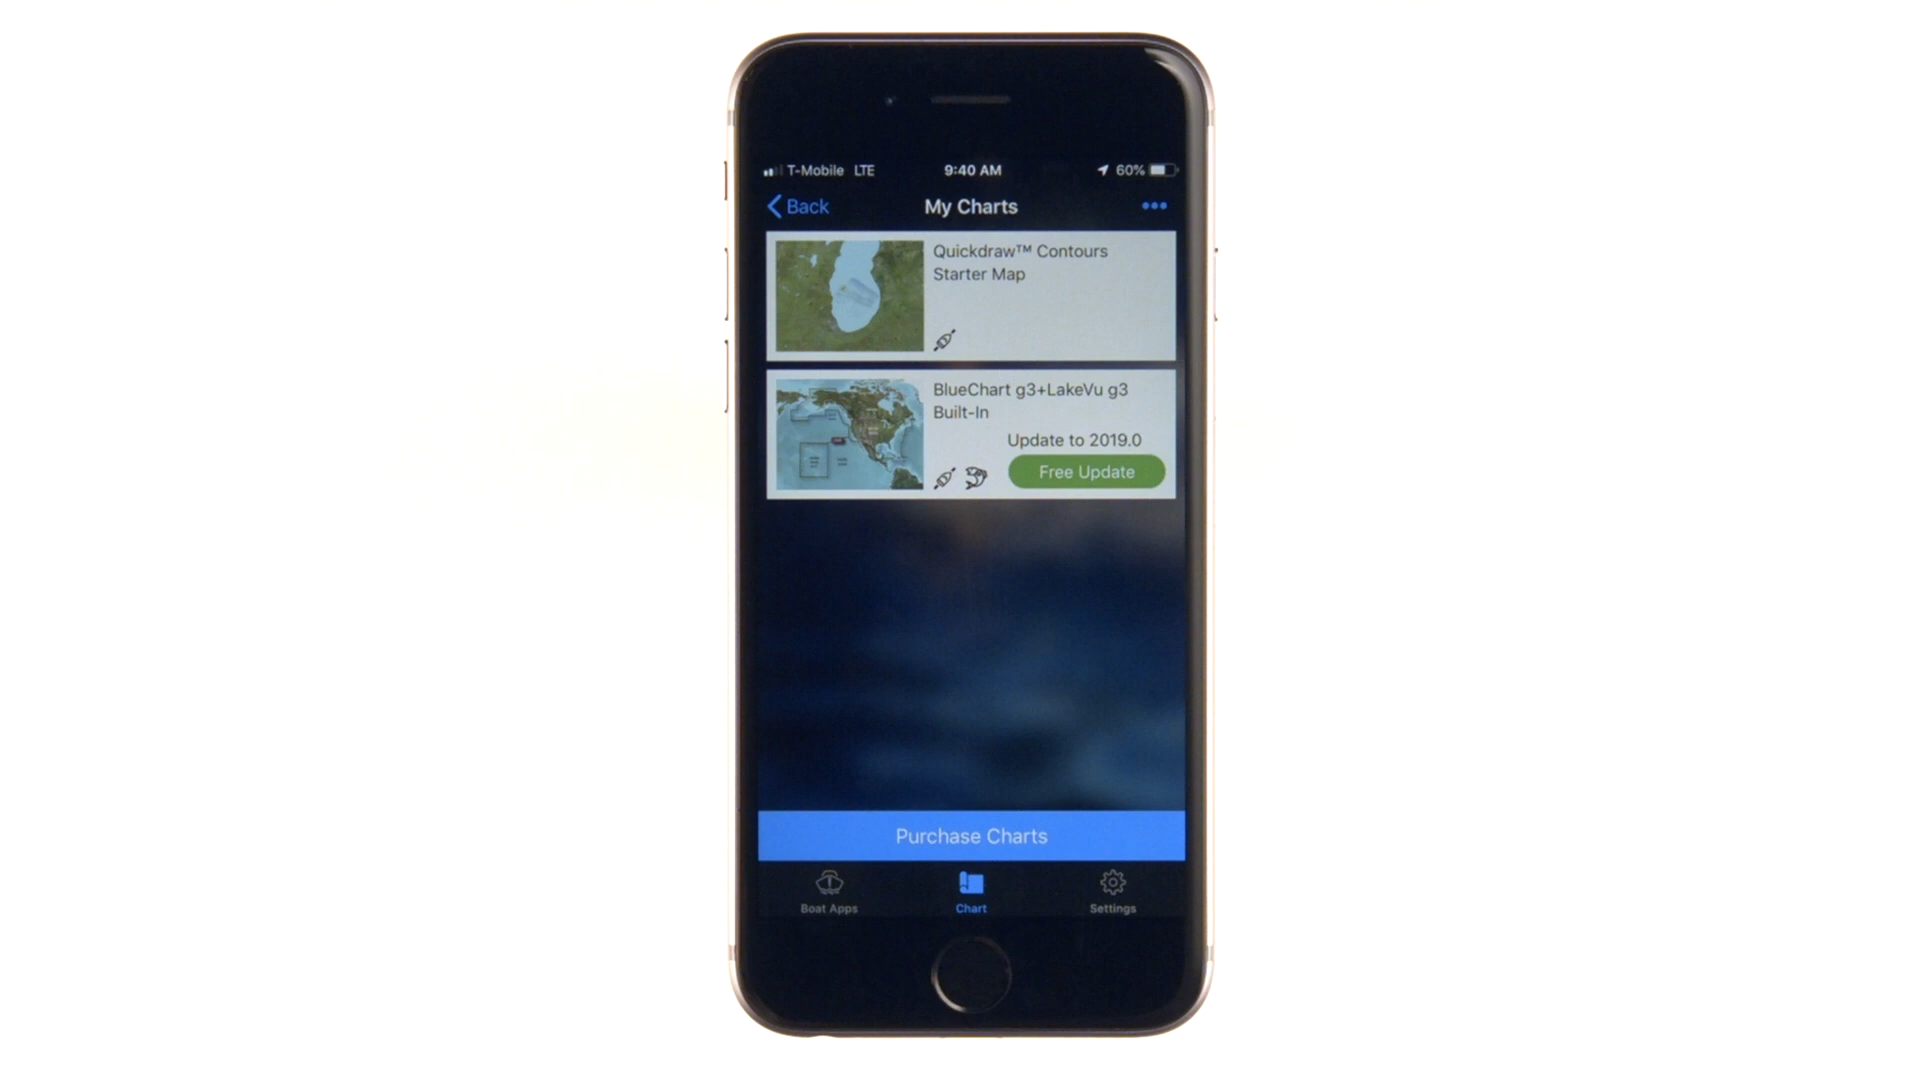 T-Mobile LTE 9:40 AM 60%
Back My Charts
Quickdraw™ Contours
Starter Map
BlueChart g3+LakeVu g3
Built-In
Update to 2019.0
Free Update
Purchase Charts
Boat Apps Chart Settings